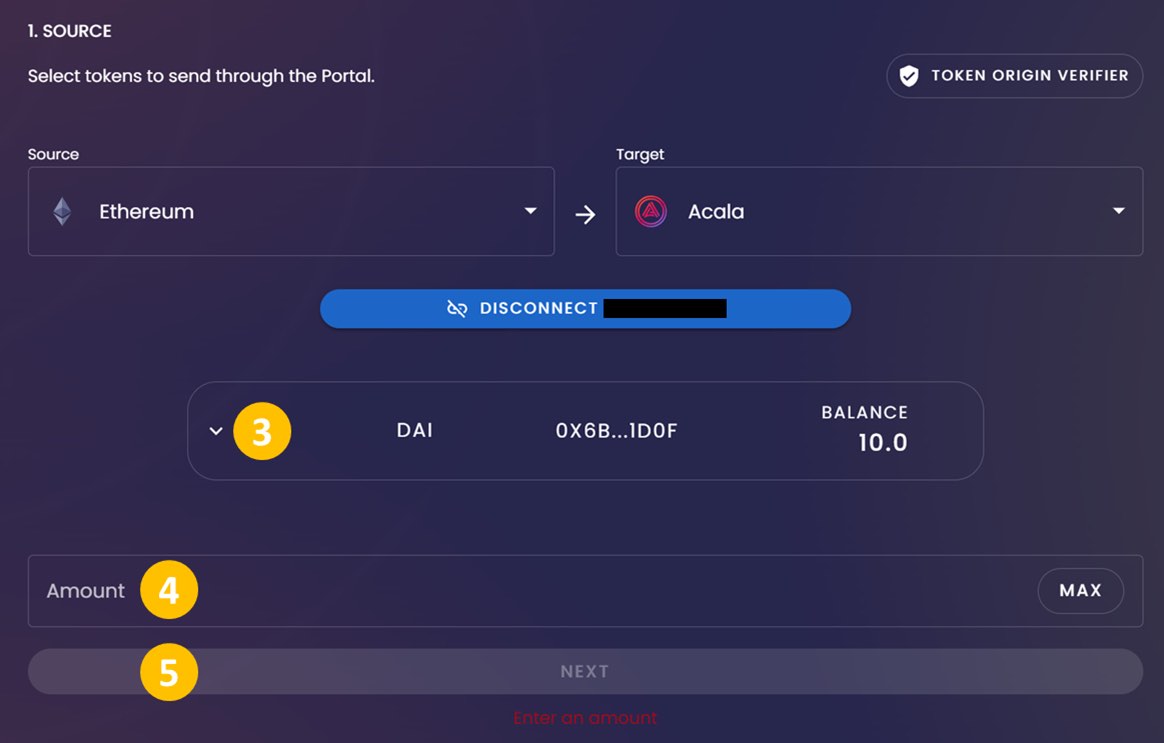 1. SOURCE
Select tokens to send through the Portal.
TOKEN ORIGIN VERIFIER
Source
Target
Ethereum
Acala
DISCONNECT
3
DAI
0X6B...1D0F
BALANCE
10.0
Amount
4
MAX
5
NEXT
Enter an amount